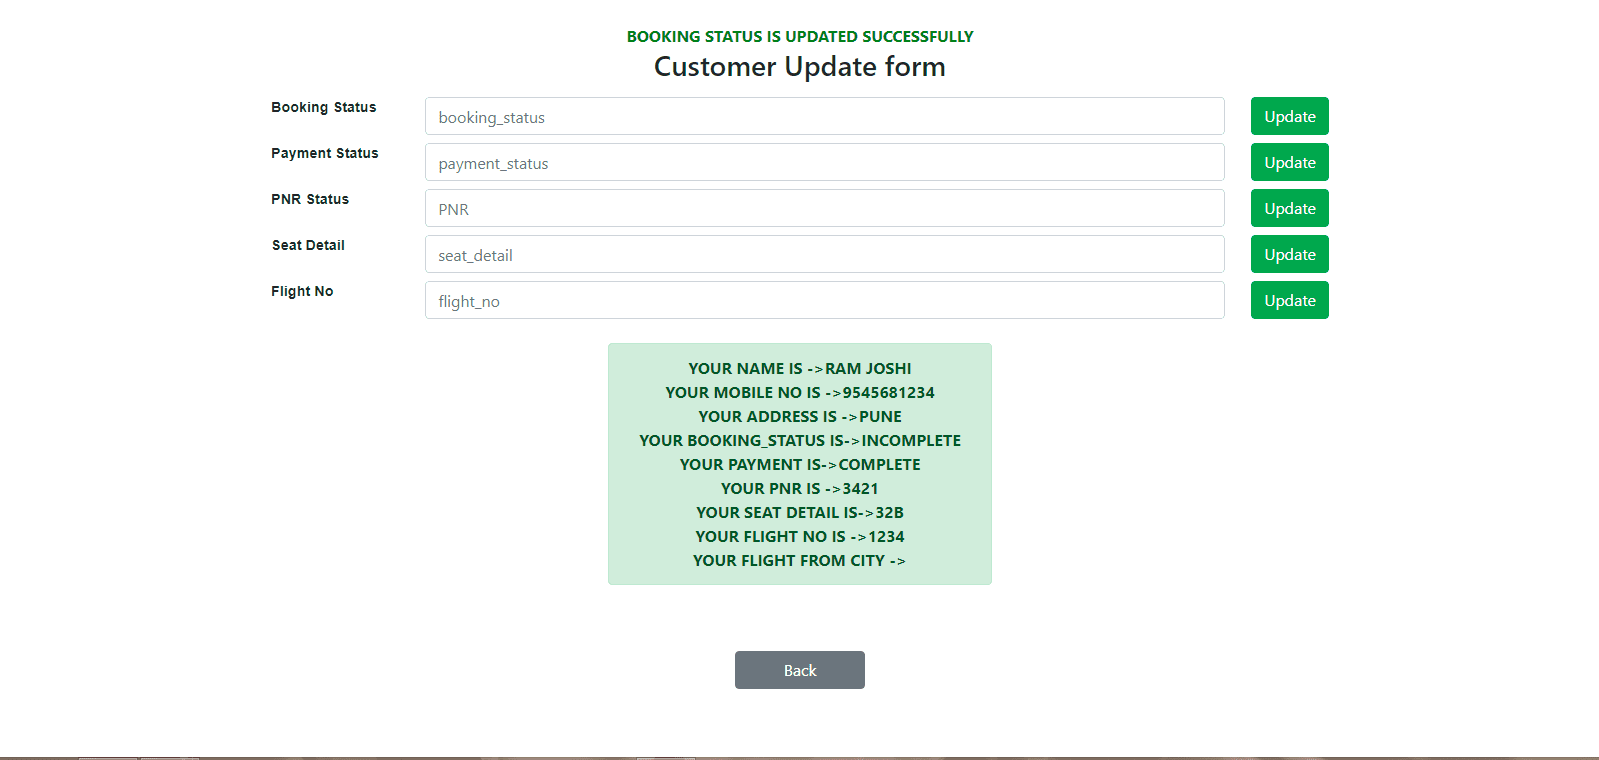 BOOKING STATUS IS UPDATED SUCCESSFULLY
Customer Update form
Booking Status booking_status Update
Payment Status payment_status Update
PNR Status PNR Update
Seat Detail seat_detail Update
Flight No flight_no Update
YOUR NAME IS ->RAM JOSHI
YOUR MOBILE NO IS ->9545681234
YOUR ADDRESS IS ->PUNE
YOUR BOOKING_STATUS IS->INCOMPLETE
YOUR PAYMENT IS->COMPLETE
YOUR PNR IS ->3421
YOUR SEAT DETAIL IS->32B
YOUR FLIGHT NO IS ->1234
YOUR FLIGHT FROM CITY ->
Back